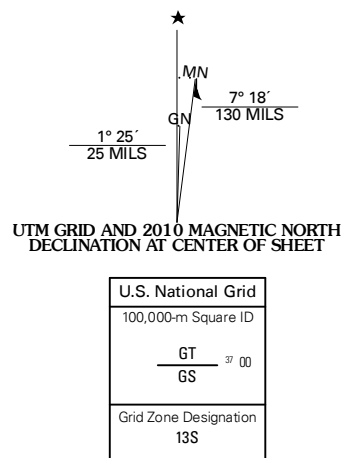 MN
GN
7° 18´
130 MILS
1° 25´
25 MILS
UTM GRID AND 2010 MAGNETIC NORTH
DECLINATION AT CENTER OF SHEET
U.S. National Grid
100,000-m Square ID
GT
37 00
GS
Grid Zone Designation
13S